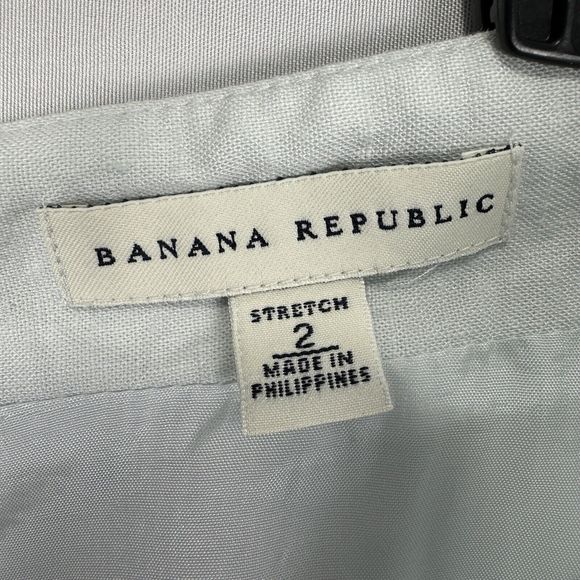 BANANA REPUBLIC
STRETCH
2
MADE IN
PHILIPPINES